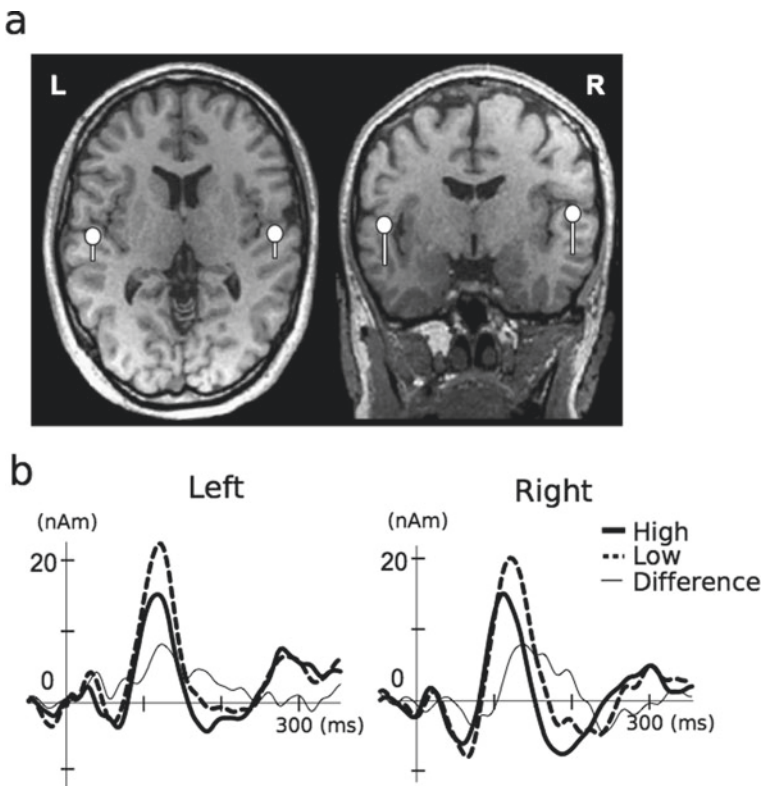 a
L
R
b
Left
Right
(nAm)
(nAm)
High
Low
Difference
20
20
0
0
300 (ms)
300 (ms)